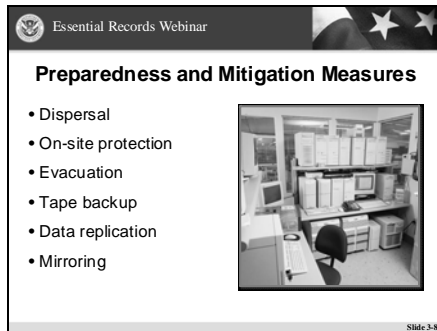 Essential Records Webinar
Preparedness and Mitigation Measures
• Dispersal
• On-site protection
• Evacuation
• Tape backup
• Data replication
• Mirroring
Slide 3-8